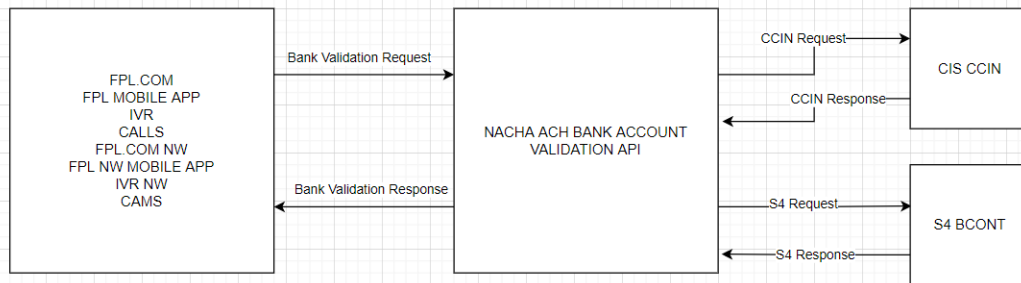 FPL.COM
FPL MOBILE APP
IVR
CALLS
FPL.COM NW
FPL NW MOBILE APP
IVR NW
CAMS
Bank Validation Request
Bank Validation Response
NACHA ACH BANK ACCOUNT
VALIDATION API
CCIN Request
CCIN Response
CIS CCIN
S4 Request
S4 Response
S4 BCONT